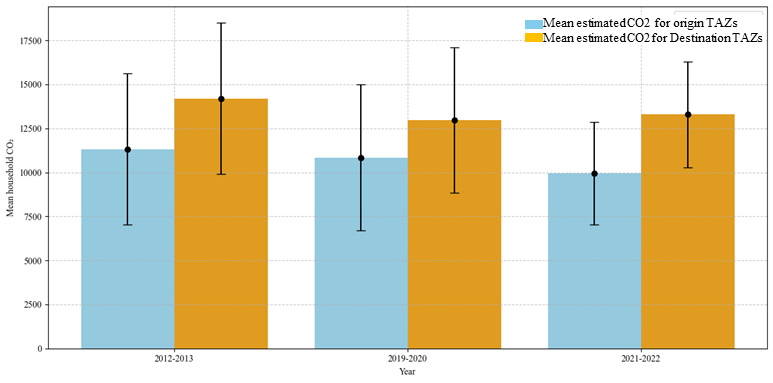 Mean estimated CO2 for origin TAZs
Mean estimated CO2 for Destination TAZs
17500
15000
12500
10000
7500
5000
2500
0
Mean household CO₂
2012-2013
2019-2020
2021-2022
Year